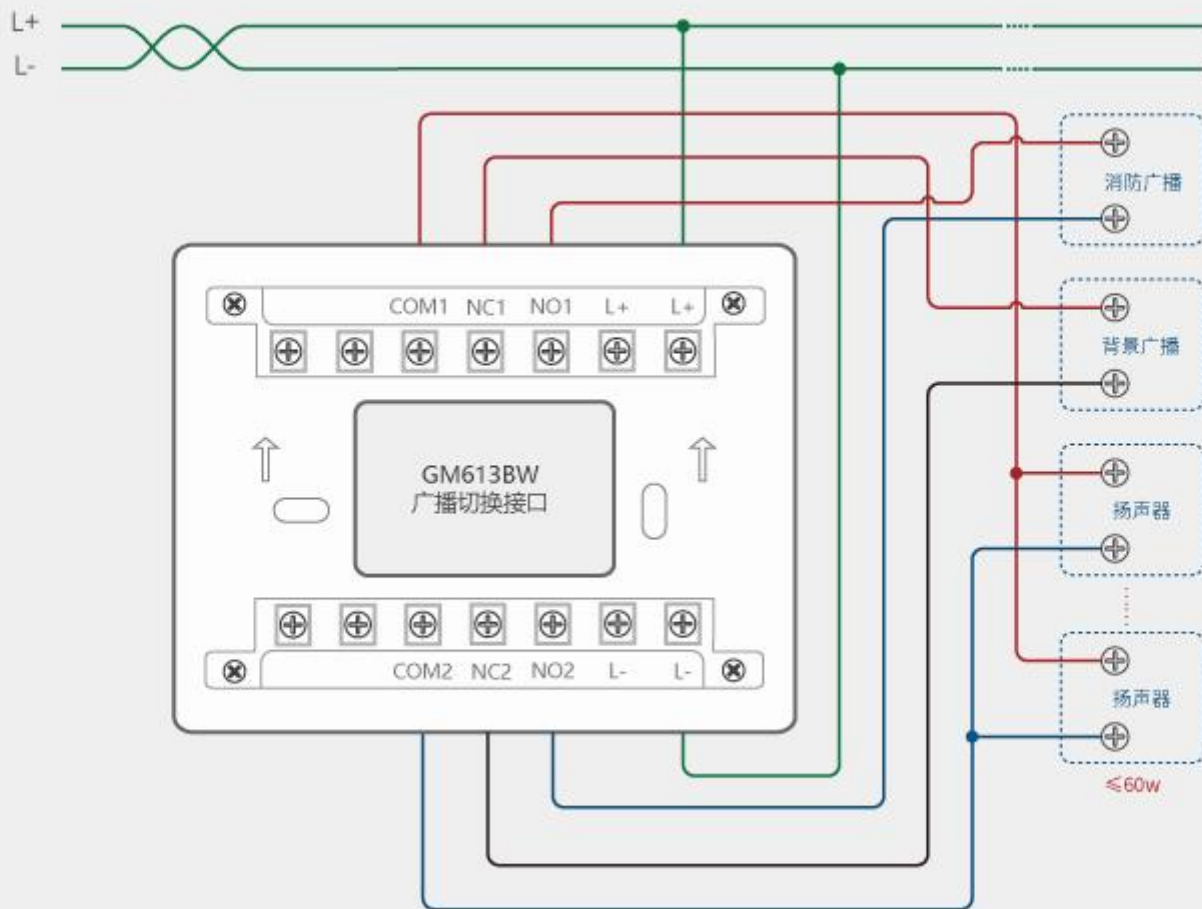 L+
L-
消防广播
COM1 NC1 NO1 L+ L+
背景广播
GM613BW
广播切换接口
扬声器
COM2 NC2 NO2 L- L-
扬声器
≤60w